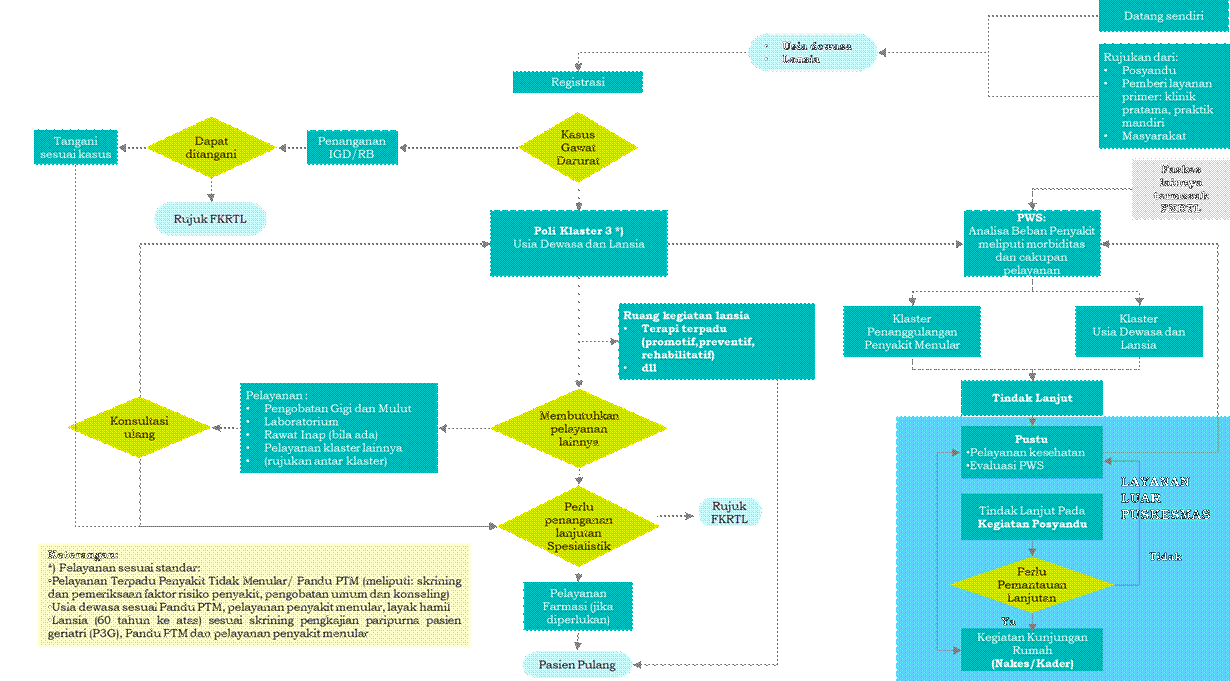 Datang sendiri
Rujukan dari:
• Posyandu
• Pemberi layanan
primer: klinik
pratama, praktik
mandiri
• Masyarakat
• Usia dewasa
• Lansia
Registrasi
Kasus
Gawat
Darurat
Penanganan
IGD/RB
Dapat
ditangani
Tangani
sesuai kasus
Rujuk FKRTL
Poli Klaster 3 *)
Usia Dewasa dan Lansia
Faskes
lainnya
termasuk
FKRTL
PWS:
Analisa Beban Penyakit
meliputi morbiditas
dan cakupan
pelayanan
Klaster
Penanggulangan
Penyakit Menular
Klaster
Usia Dewasa dan
Lansia
Ruang kegiatan lansia
• Terapi terpadu
(promotif,preventif,
rehabilitatif)
• dll
Tindak Lanjut
Membutuhkan
pelayanan
lainnya
Pelayanan :
• Pengobatan Gigi dan Mulut
• Laboratorium
• Rawat Inap (bila ada)
• Pelayanan klaster lainnya
• (rujukan antar klaster)
Konsultasi
ulang
Pustu
•Pelayanan kesehatan
•Evaluasi PWS
LAYANAN
LUAR
PUSKESMAS
Tindak Lanjut Pada
Kegiatan Posyandu
Perlu
penanganan
lanjutan
Spesialistik
Rujuk
FKRTL
Tidak
Perlu
Pemantauan
Lanjutan
Ya
Kegiatan Kunjungan
Rumah
(Nakes/Kader)
Pelayanan
Farmasi (jika
diperlukan)
Pasien Pulang
Keterangan:
*) Pelayanan sesuai standar:
◦Pelayanan Terpadu Penyakit Tidak Menular/ Pandu PTM (meliputi: skrining
dan pemeriksaan faktor risiko penyakit, pengobatan umum dan konseling)
◦Usia dewasa sesuai Pandu PTM, pelayanan penyakit menular, layak hamil
◦Lansia (60 tahun ke atas) sesuai skrining pengkajian paripurna pasien
geriatri (P3G), Pandu PTM dan pelayanan penyakit menular